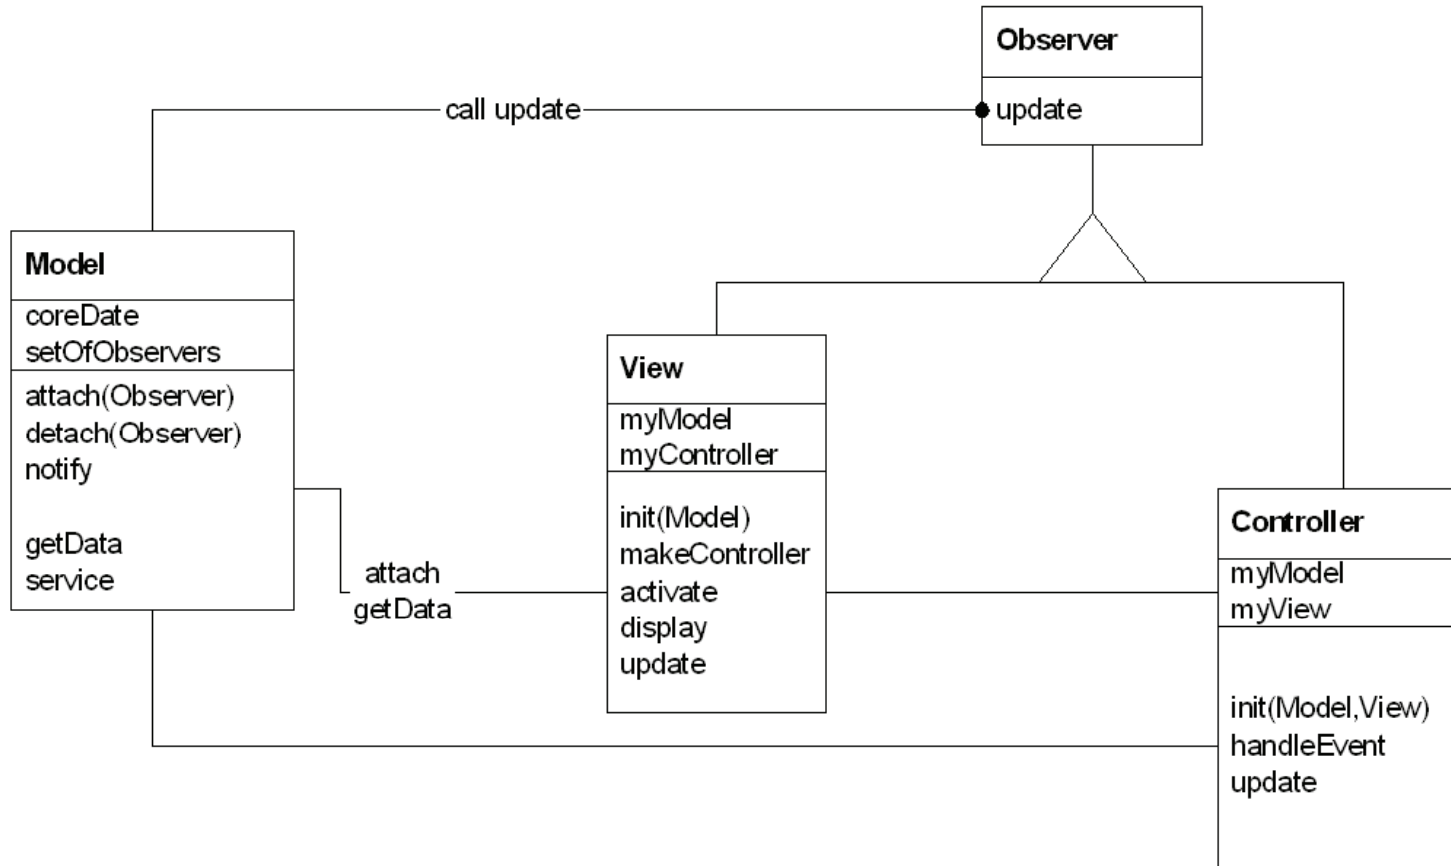 Observer
update
call update
Model
coreDate
setOfObservers
attach(Observer)
detach(Observer)
notify
getData
service
attach
getData
View
myModel
myController
init(Model)
makeController
activate
display
update
Controller
myModel
myView
init(Model,View)
handleEvent
update